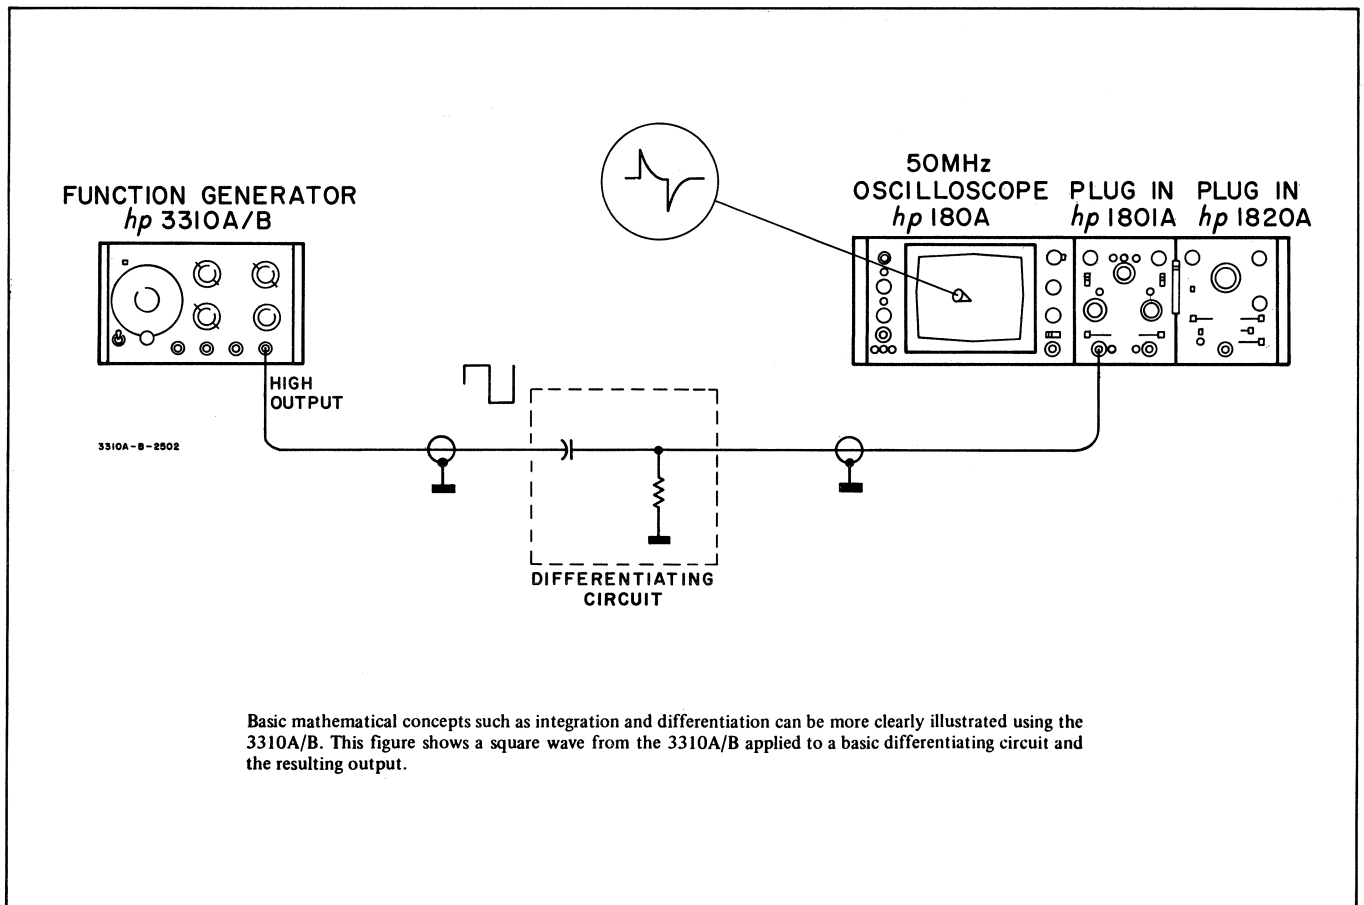 50MHz
FUNCTION GENERATOR
hp 3310A/B
OSCILLOSCOPE
hp 180A
PLUG IN
hp 1801A
PLUG IN
hp 1820A
HIGH
OUTPUT
3310A-B-2502
DIFFERENTIATING
CIRCUIT
Basic mathematical concepts such as integration and differentiation can be more clearly illustrated using the
3310A/B. This figure shows a square wave from the 3310A/B applied to a basic differentiating circuit and
the resulting output.